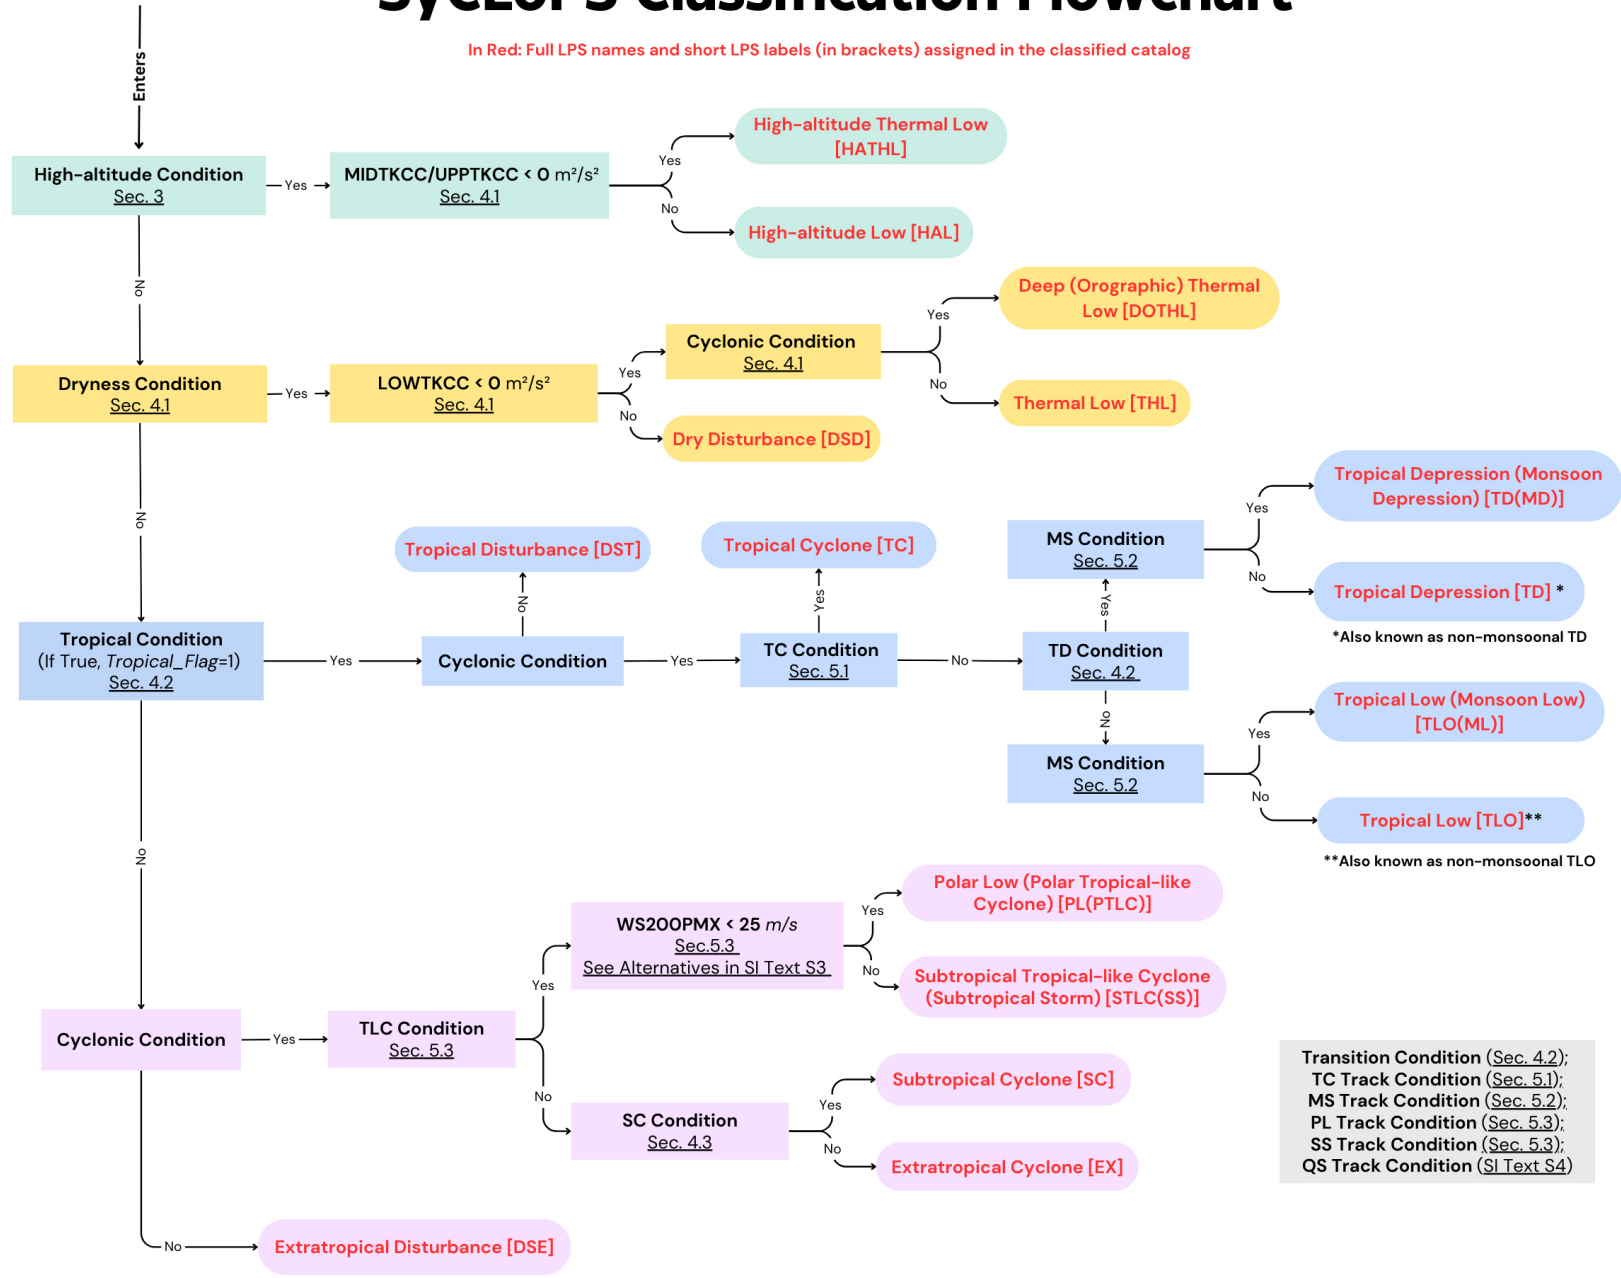 SyCLoPS Classification Flowchart
In Red: Full LPS names and short LPS labels (in brackets) assigned in the classified catalog
Enters
High-altitude Condition
Sec. 3
Yes
MIDTKCC/UPPTKCC < 0 m²/s²
Sec. 4.1
Yes
High-altitude Thermal Low
[HATHL]
No
High-altitude Low [HAL]
No
Dryness Condition
Sec. 4.1
Yes
LOWTKCC < 0 m²/s²
Sec. 4.1
Yes
Cyclonic Condition
Sec. 4.1
Yes
Deep (Orographic) Thermal
Low [DOTHL]
No
Thermal Low [THL]
No
Dry Disturbance [DSD]
No
Tropical Condition
(If True, Tropical_Flag=1)
Sec. 4.2
Yes
Cyclonic Condition
No
Tropical Disturbance [DST]
Yes
TC Condition
Sec. 5.1
Yes
Tropical Cyclone [TC]
No
TD Condition
Sec. 4.2
Yes
MS Condition
Sec. 5.2
Yes
Tropical Depression (Monsoon
Depression) [TD(MD)]
No
Tropical Depression [TD] *
*Also known as non-monsoonal TD
No
MS Condition
Sec. 5.2
Yes
Tropical Low (Monsoon Low)
[TLO(ML)]
No
Tropical Low [TLO]**
**Also known as non-monsoonal TLO
No
Cyclonic Condition
Yes
TLC Condition
Sec. 5.3
Yes
WS200PMX < 25 m/s
Sec.5.3
See Alternatives in SI Text S3
Yes
Polar Low (Polar Tropical-like
Cyclone) [PL(PTLC)]
No
Subtropical Tropical-like Cyclone
(Subtropical Storm) [STLC(SS)]
No
SC Condition
Sec. 4.3
Yes
Subtropical Cyclone [SC]
No
Extratropical Cyclone [EX]
No
Extratropical Disturbance [DSE]
Transition Condition (Sec. 4.2);
TC Track Condition (Sec. 5.1);
MS Track Condition (Sec. 5.2);
PL Track Condition (Sec. 5.3);
SS Track Condition (Sec. 5.3);
QS Track Condition (SI Text S4)